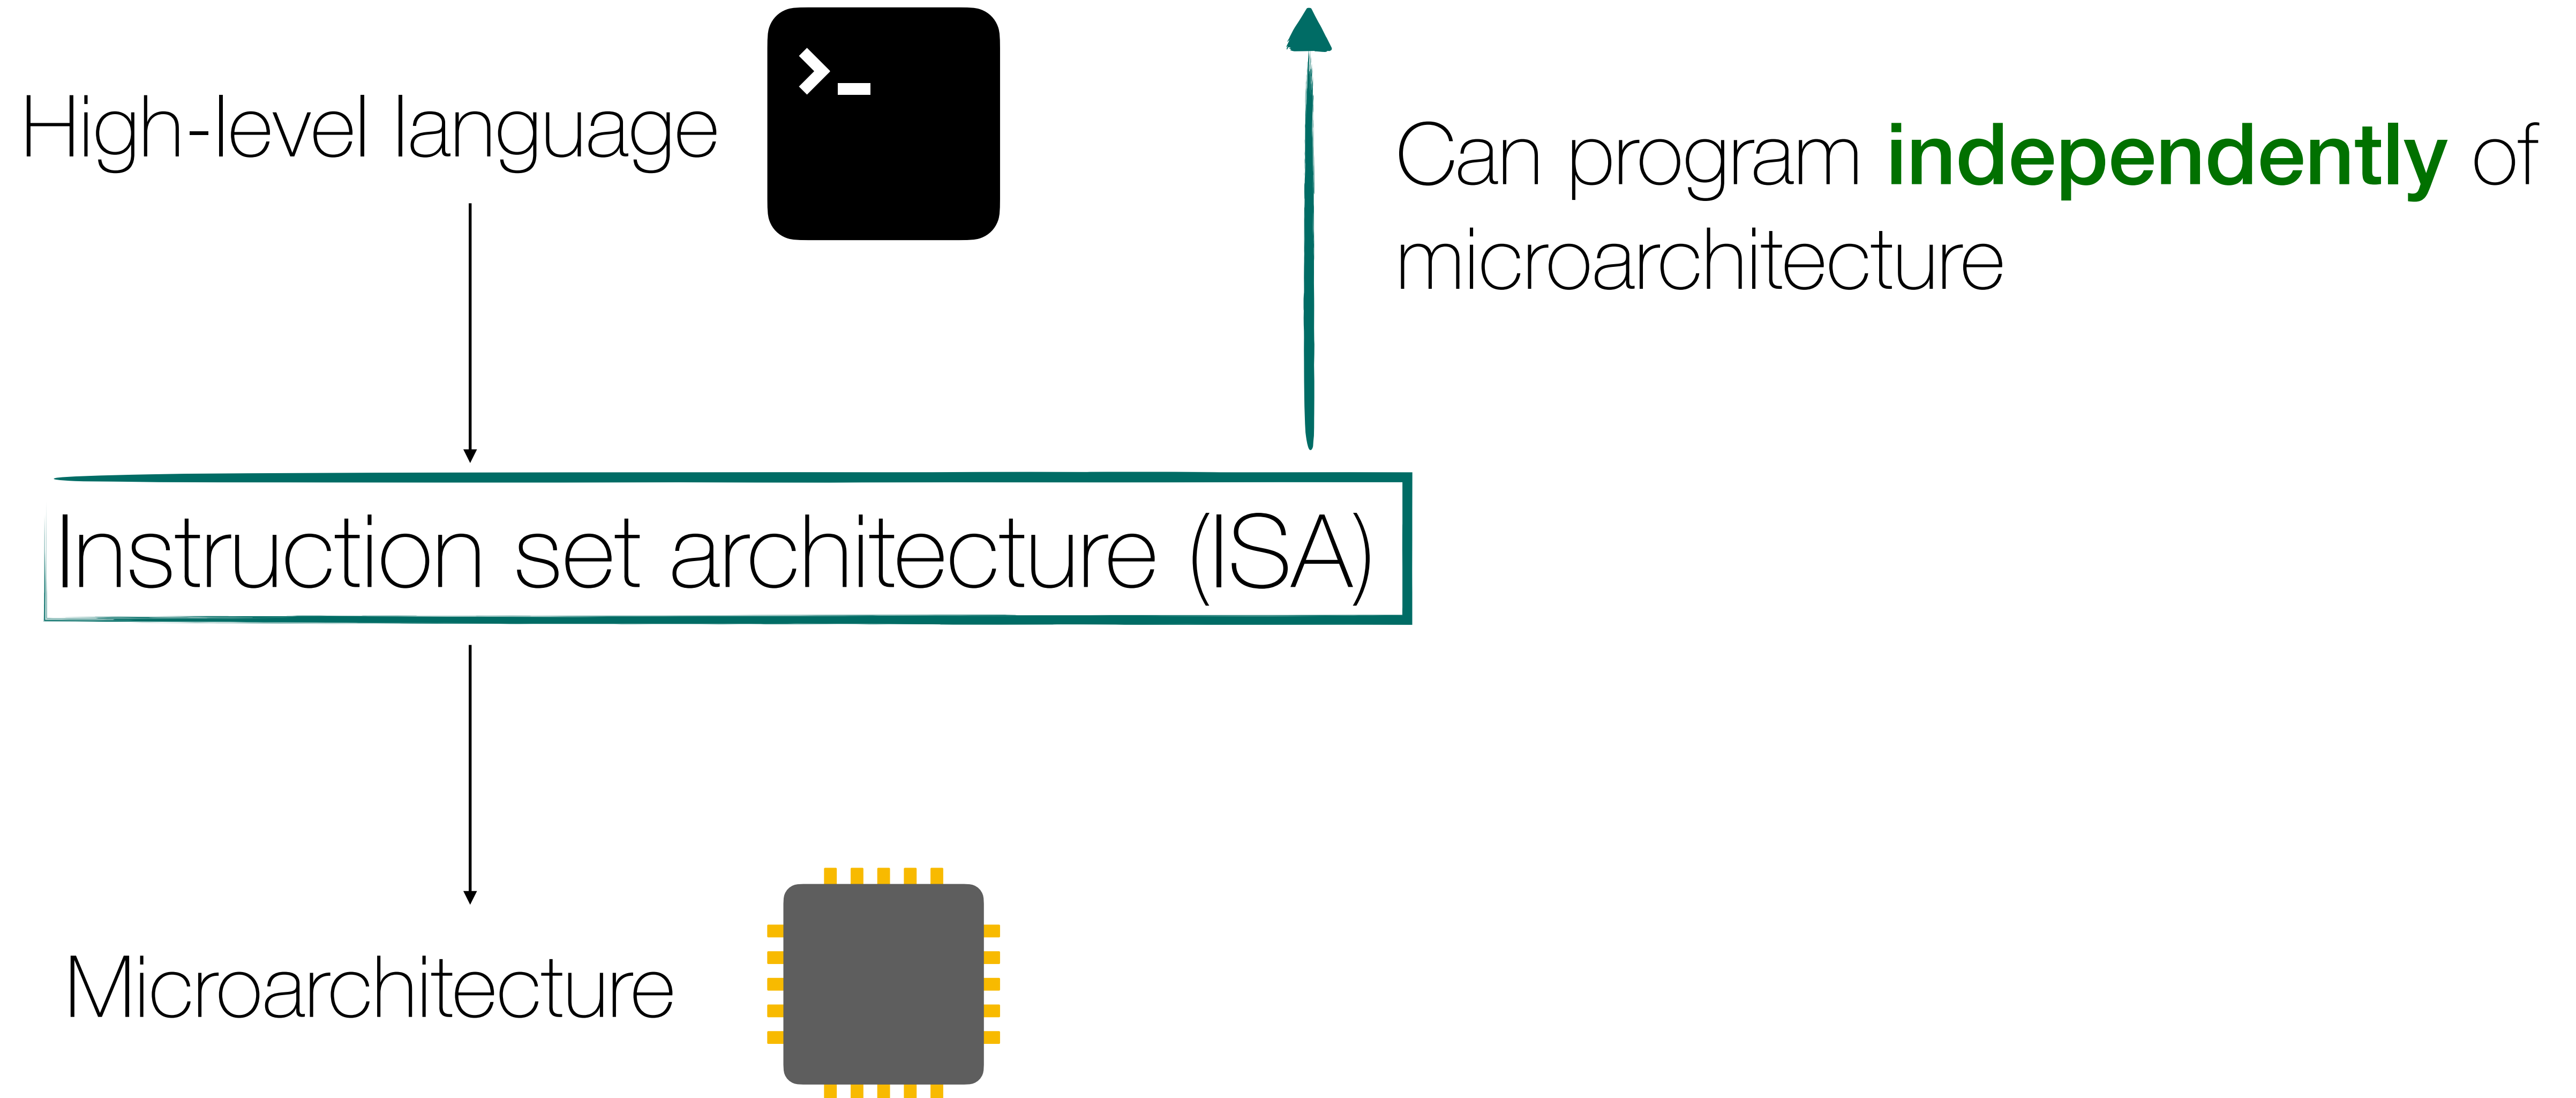 High-level language
Can program independently of
microarchitecture
Instruction set architecture (ISA)
Microarchitecture